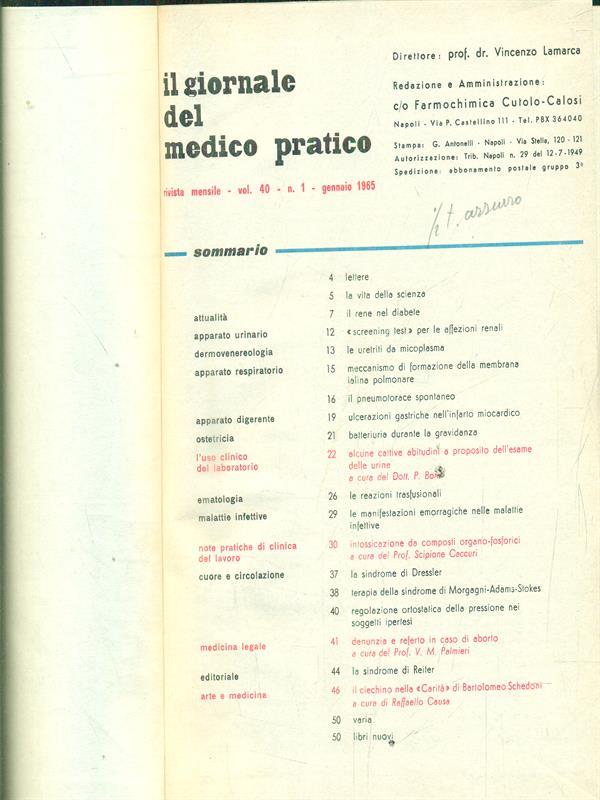 il giornale
del
medico pratico
rivista mensile - vol. 40 - n. 1 - gennaio 1965
Direttore: prof. dr. Vincenzo Lamarca
Redazione e Amministrazione:
c/o Farmochimica Cutolo-Calosi
Napoli - Via P. Castellino 111 - Tel. PBX 364040
Stampa: G. Antonelli - Napoli - Via Stella, 120 - 121
Autorizzazione: Trib. Napoli n. 29 del 12-7-1949
Spedizione: abbonamento postale gruppo 3º
azzurro
sommario
4 lettere
5 la vita della scienza
attualità 7 il rene nel diabete
apparato urinario 12 «screening test» per le affezioni renali
dermovenereologia 13 le uretriti da micoplasma
apparato respiratorio 15 meccanismo di formazione della membrana
ialina polmonare
16 il pneumotorace spontaneo
apparato digerente 19 ulcerazioni gastriche nell'infarto miocardico
ostetricia 21 batteriuria durante la gravidanza
l'uso clinico 22 alcune cattive abitudini a proposito dell'esame
del laboratorio delle urine
a cura del Dott. P.
ematologia 26 le reazioni trasfusionali
malattie infettive 29 le manifestazioni emorragiche nelle malattie
infettive
note pratiche di clinica 30 intossicazione da composti organo-fosforici
del lavoro a cura del Prof. Scipione Caccuri
cuore e circolazione 37 la sindrome di Dressler
38 terapia della sindrome di Morgagni-Adams-Stokes
40 regolazione ortostatica della pressione nei
soggetti ipertesi
medicina legale 41 denunzia e referto in caso di aborto
a cura del Prof. V. M. Palmieri
editoriale 44 la sindrome di Reiter
arte e medicina 46 il ciechino nella «Carità» di Bartolomeo Schedoni
a cura di Raffaello Causa
50 varia
50 libri nuovi